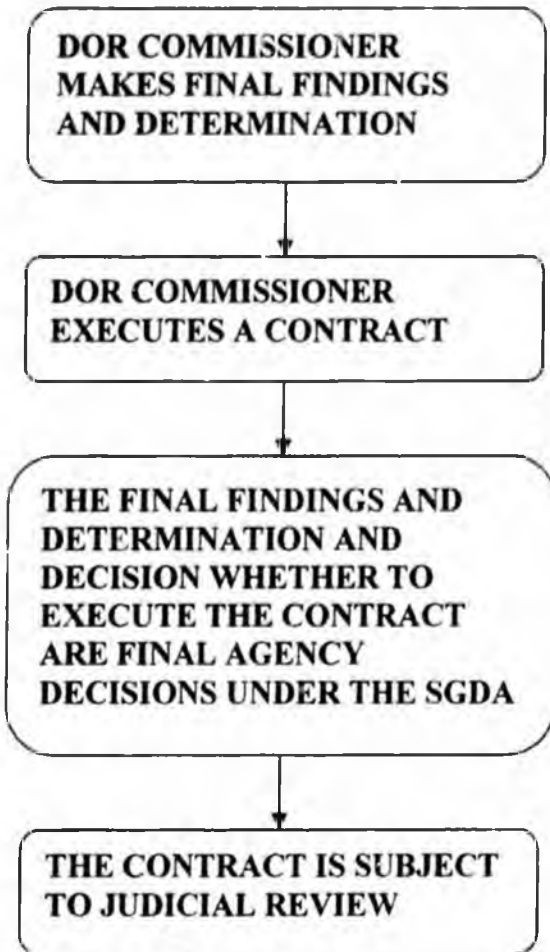 DOR COMMISSIONER
MAKES FINAL FINDINGS
AND DETERMINATION
DOR COMMISSIONER
EXECUTES A CONTRACT
THE FINAL FINDINGS AND
DETERMINATION AND
DECISION WHETHER TO
EXECUTE THE CONTRACT
ARE FINAL AGENCY
DECISIONS UNDER THE SGDA
THE CONTRACT IS SUBJECT
TO JUDICIAL REVIEW